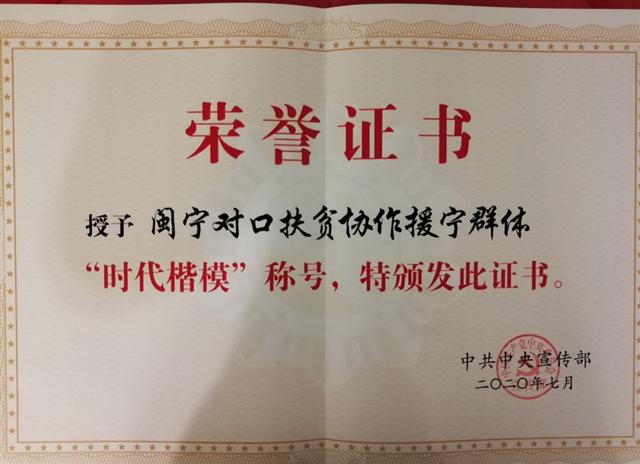 荣誉证书
授予 闽宁对口扶贫协作援宁群体
“时代楷模”称号，特颁发此证书。
中共中央宣传部
二〇二〇年七月